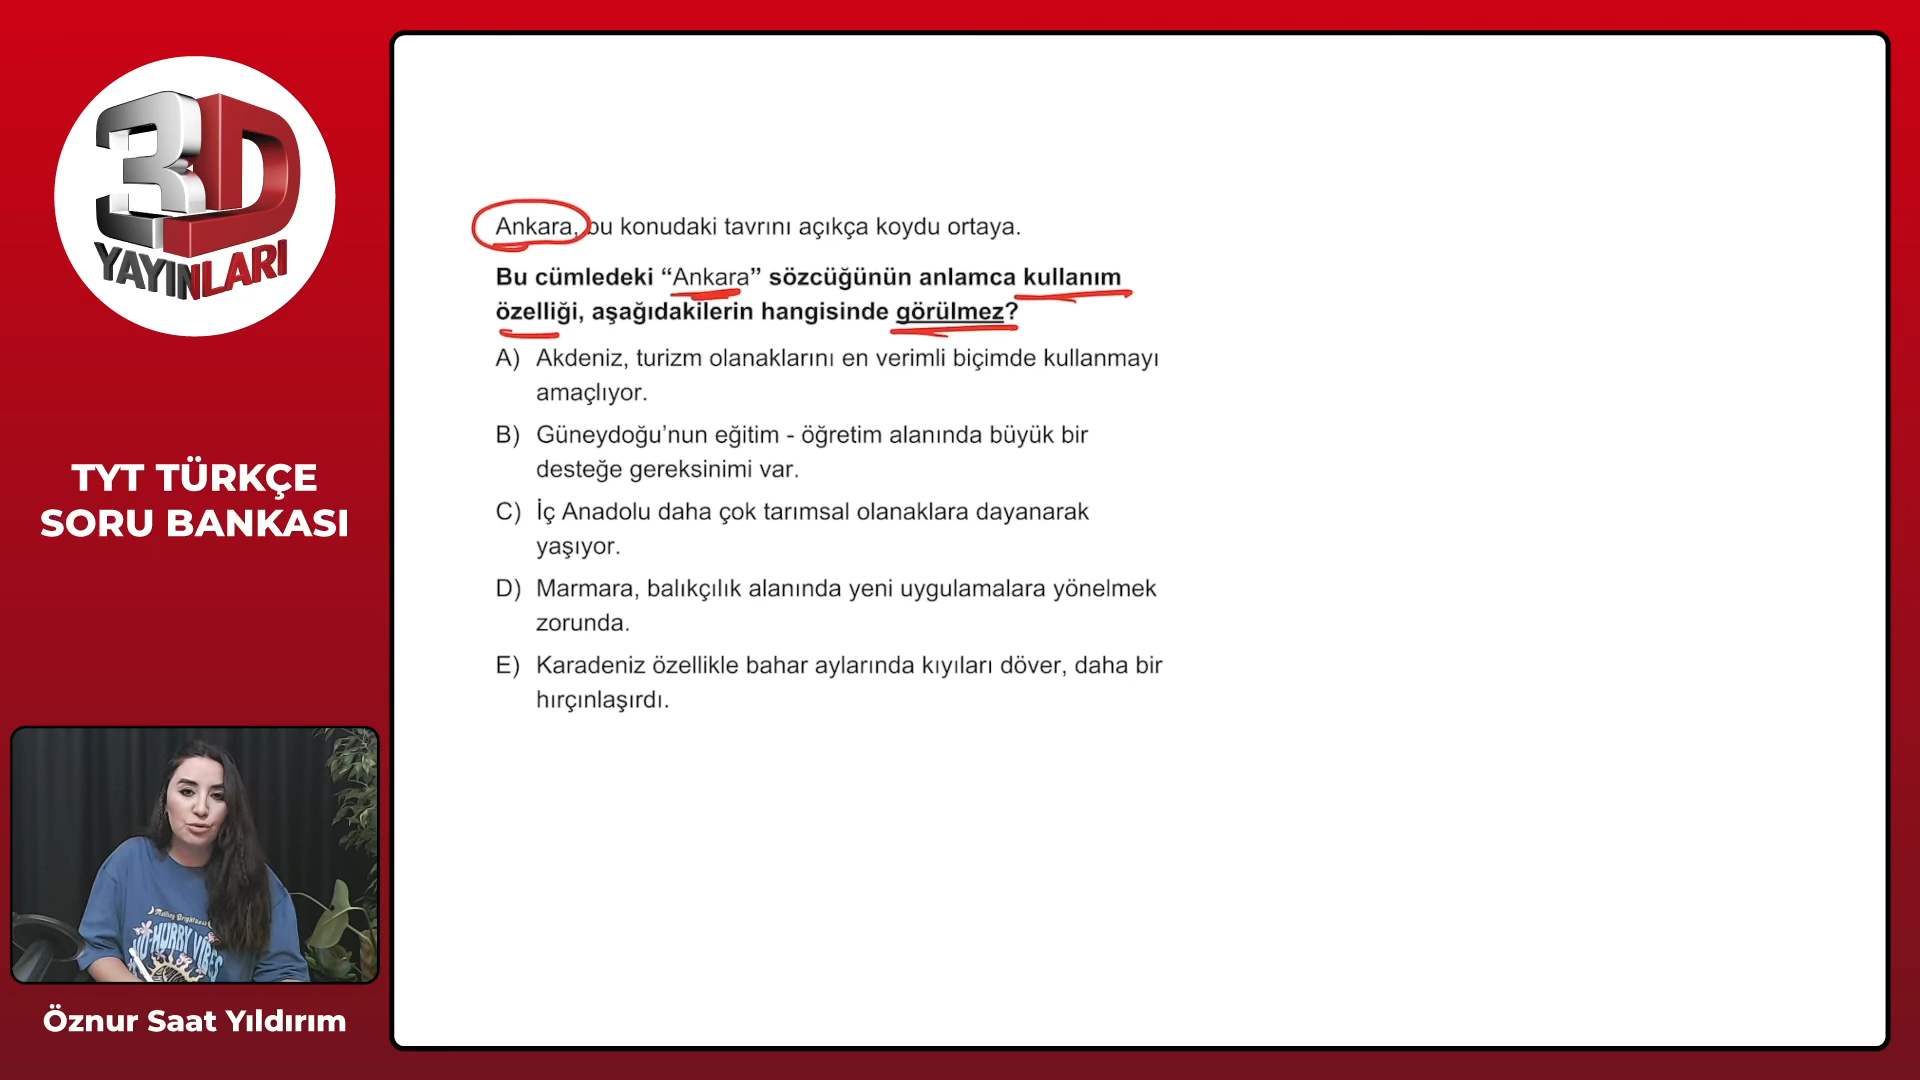 3D
YAYINLARI
TYT TÜRKÇE
SORU BANKASI
Öznur Saat Yıldırım
Ankara, bu konudaki tavrını açıkça koydu ortaya.
Bu cümledeki “Ankara” sözcüğünün anlamca kullanım
özelliği, aşağıdakilerin hangisinde görülmez?
A) Akdeniz, turizm olanaklarını en verimli biçimde kullanmayı
amaçlıyor.
B) Güneydoğu’nun eğitim - öğretim alanında büyük bir
desteğe gereksinimi var.
C) İç Anadolu daha çok tarımsal olanaklara dayanarak
yaşıyor.
D) Marmara, balıkçılık alanında yeni uygulamalara yönelmek
zorunda.
E) Karadeniz özellikle bahar aylarında kıyıları döver, daha bir
hırçınlaşırdı.